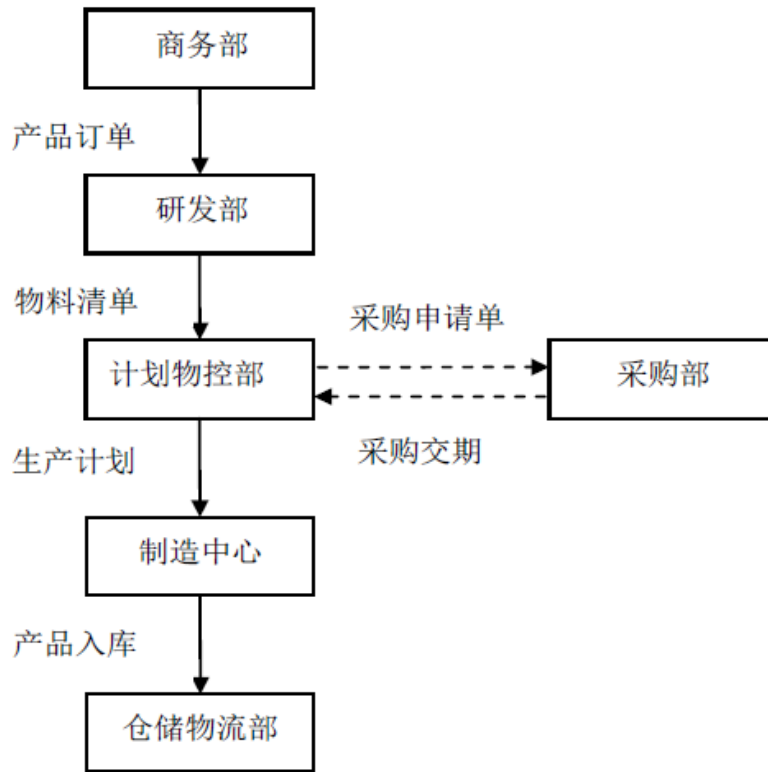 商务部
产品订单
研发部
物料清单
采购申请单
计划物控部
采购部
采购交期
生产计划
制造中心
产品入库
仓储物流部